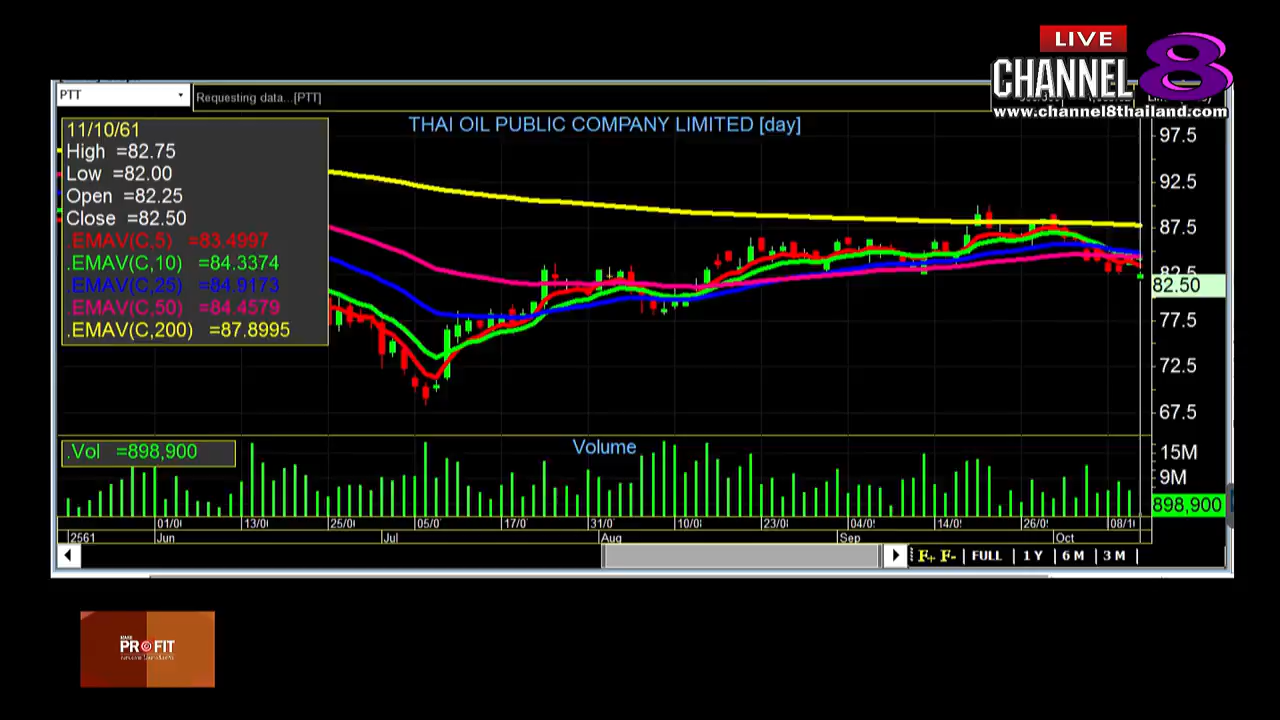 LIVE
CHANNEL 8
www.channel8thailand.com
PTT
Requesting data...[PTT]
THAI OIL PUBLIC COMPANY LIMITED [day]
11/10/61
High =82.75
Low =82.00
Open =82.25
Close =82.50
.EMAV(C,5) =83.4997
.EMAV(C,10) =84.3374
.EMAV(C,25) =84.9173
.EMAV(C,50) =84.4579
.EMAV(C,200) =87.8995
97.5
92.5
87.5
82.5
82.50
77.5
72.5
67.5
.Vol =898,900
Volume
15M
9M
898,900
01/0 13/0 25/0 05/0 17/0 31/0 10/0 23/0 04/0 14/0 26/0 08/1
2561 Jun Jul Aug Sep Oct
F+ F- FULL 1 Y 6 M 3 M
PROFIT